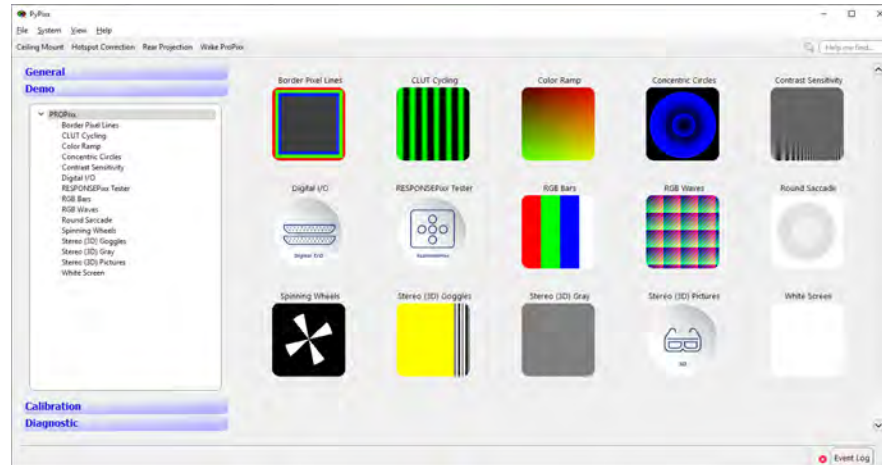 PyPixx
File System View Help
Ceiling Mount Hotspot Correction Rear Projection Wake ProPixx
Help me find...
General
Demo
PROPixx
Border Pixel Lines
CLUT Cycling
Color Ramp
Concentric Circles
Contrast Sensitivity
Digital I/O
RESPONSEPixx Tester
RGB Bars
RGB Waves
Round Saccade
Spinning Wheels
Stereo (3D) Goggles
Stereo (3D) Gray
Stereo (3D) Pictures
White Screen
Calibration
Diagnostic
Border Pixel Lines CLUT Cycling Color Ramp Concentric Circles Contrast Sensitivity
Digital I/O RESPONSEPixx Tester RGB Bars RGB Waves Round Saccade
Spinning Wheels Stereo (3D) Goggles Stereo (3D) Gray Stereo (3D) Pictures White Screen
Event Log